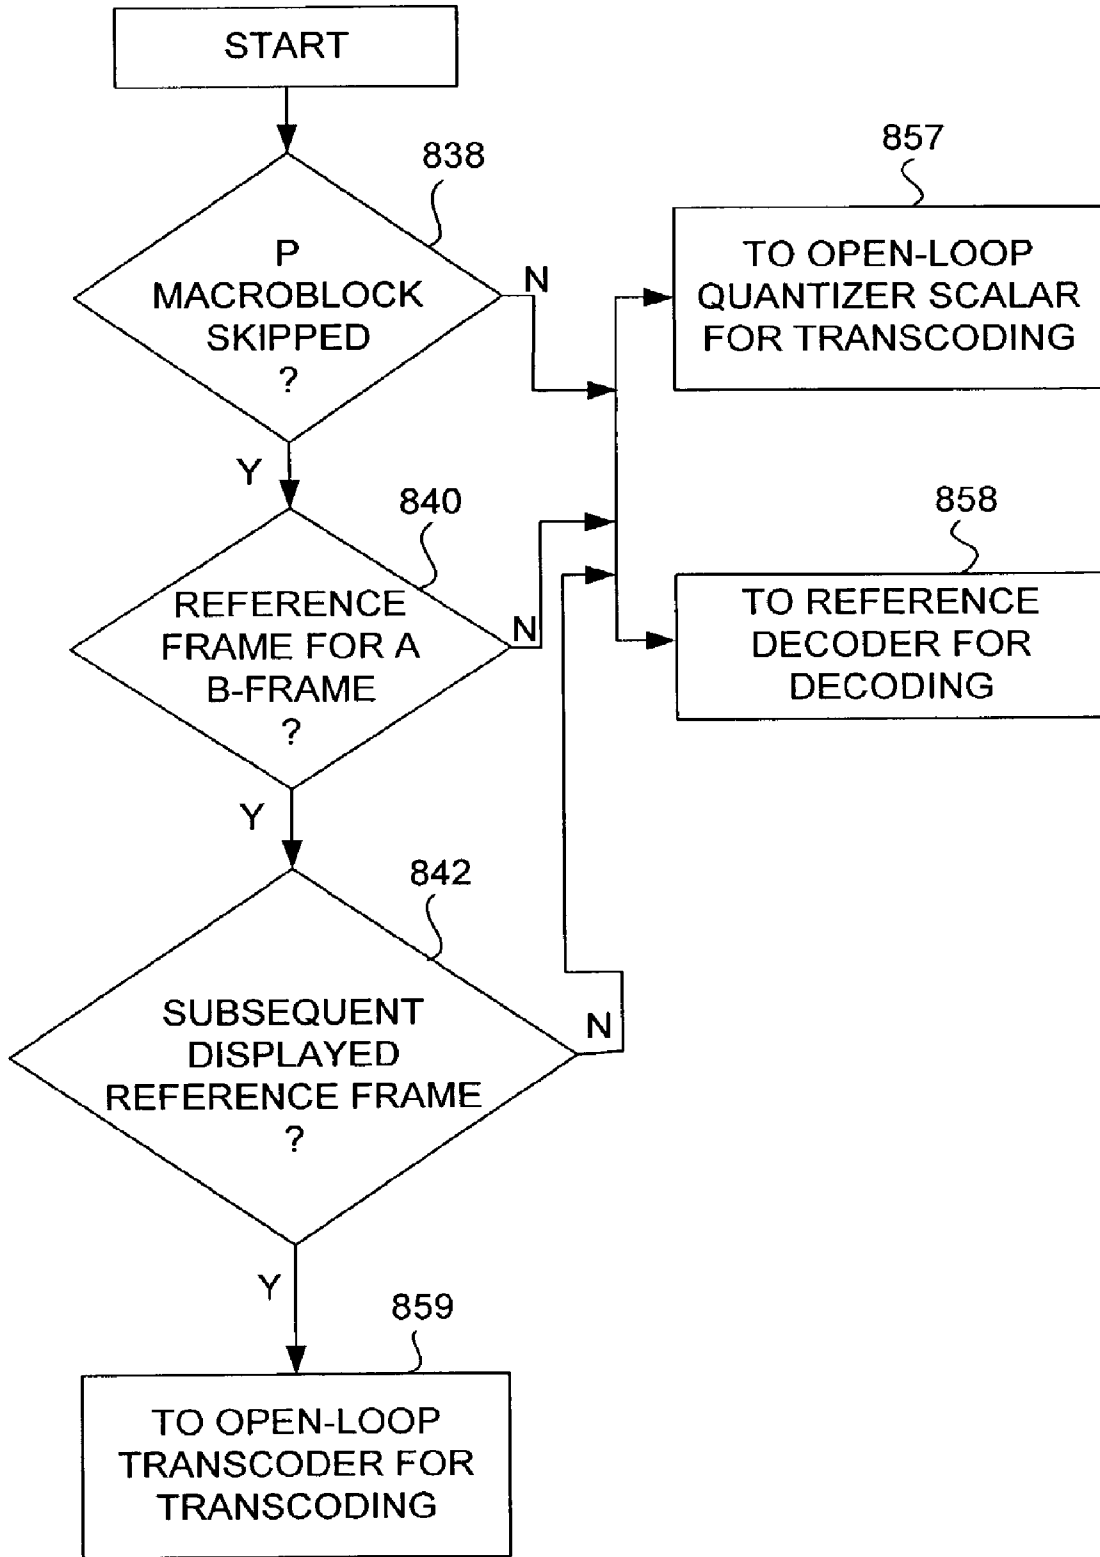 START
838
P
MACROBLOCK
SKIPPED
?
N
Y
857
TO OPEN-LOOP
QUANTIZER SCALAR
FOR TRANSCODING
840
REFERENCE
FRAME FOR A
B-FRAME
?
N
Y
858
TO REFERENCE
DECODER FOR
DECODING
842
SUBSEQUENT
DISPLAYED
REFERENCE FRAME
?
N
Y
859
TO OPEN-LOOP
TRANSCODER FOR
TRANSCODING